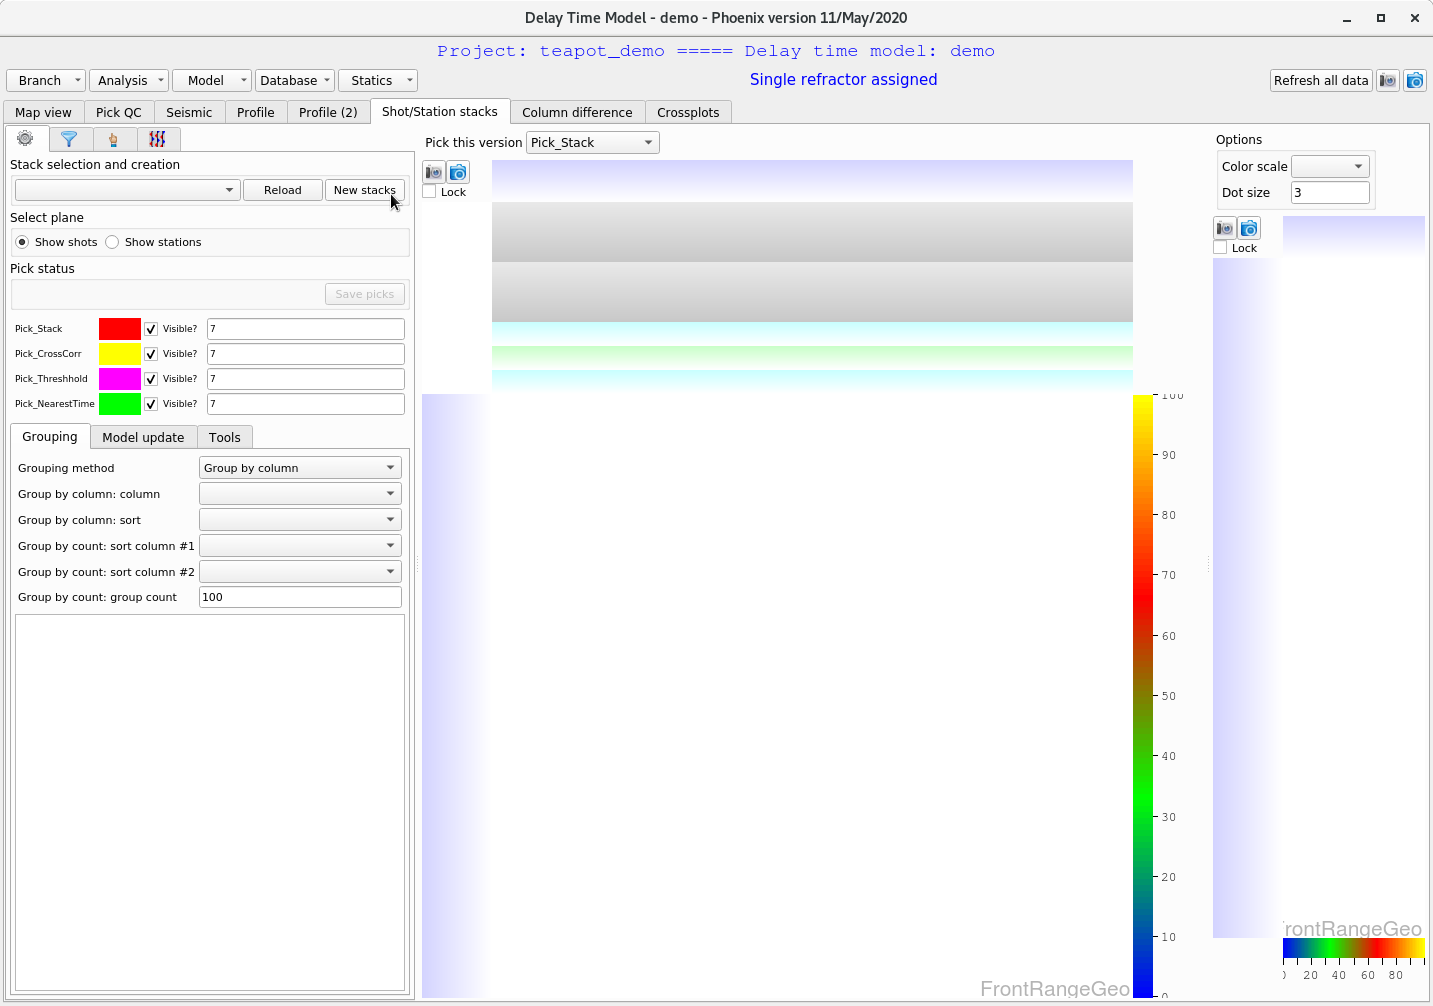 Delay Time Model - demo - Phoenix version 11/May/2020
Project: teapot_demo ===== Delay time model: demo
Branch Analysis Model Database Statics Single refractor assigned Refresh all data
Map view Pick QC Seismic Profile Profile (2) Shot/Station stacks Column difference Crossplots
Stack selection and creation
Reload New stacks
Select plane
Show shots Show stations
Pick status
Save picks
Pick_Stack Visible? 7
Pick_CrossCorr Visible? 7
Pick_Threshhold Visible? 7
Pick_NearestTime Visible? 7
Grouping Model update Tools
Grouping method Group by column
Group by column: column
Group by column: sort
Group by count: sort column #1
Group by count: sort column #2
Group by count: group count 100
Pick this version Pick_Stack
Lock
100
90
80
70
60
50
40
30
20
10
0
FrontRangeGeo
Options
Color scale
Dot size 3
Lock
FrontRangeGeo
0 20 40 60 80